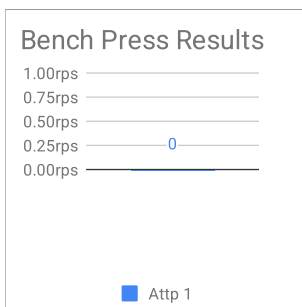 Bench Press Results
1.00rps
0.75rps
0.50rps
0.25rps
0
0.00rps
Attp 1